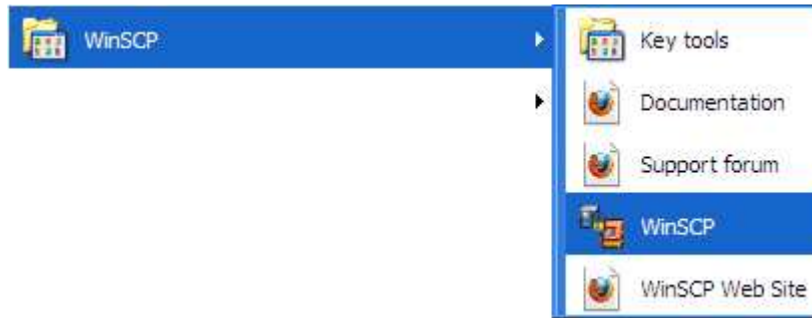 WinSCP
Key tools
Documentation
Support forum
WinSCP
WinSCP Web Site